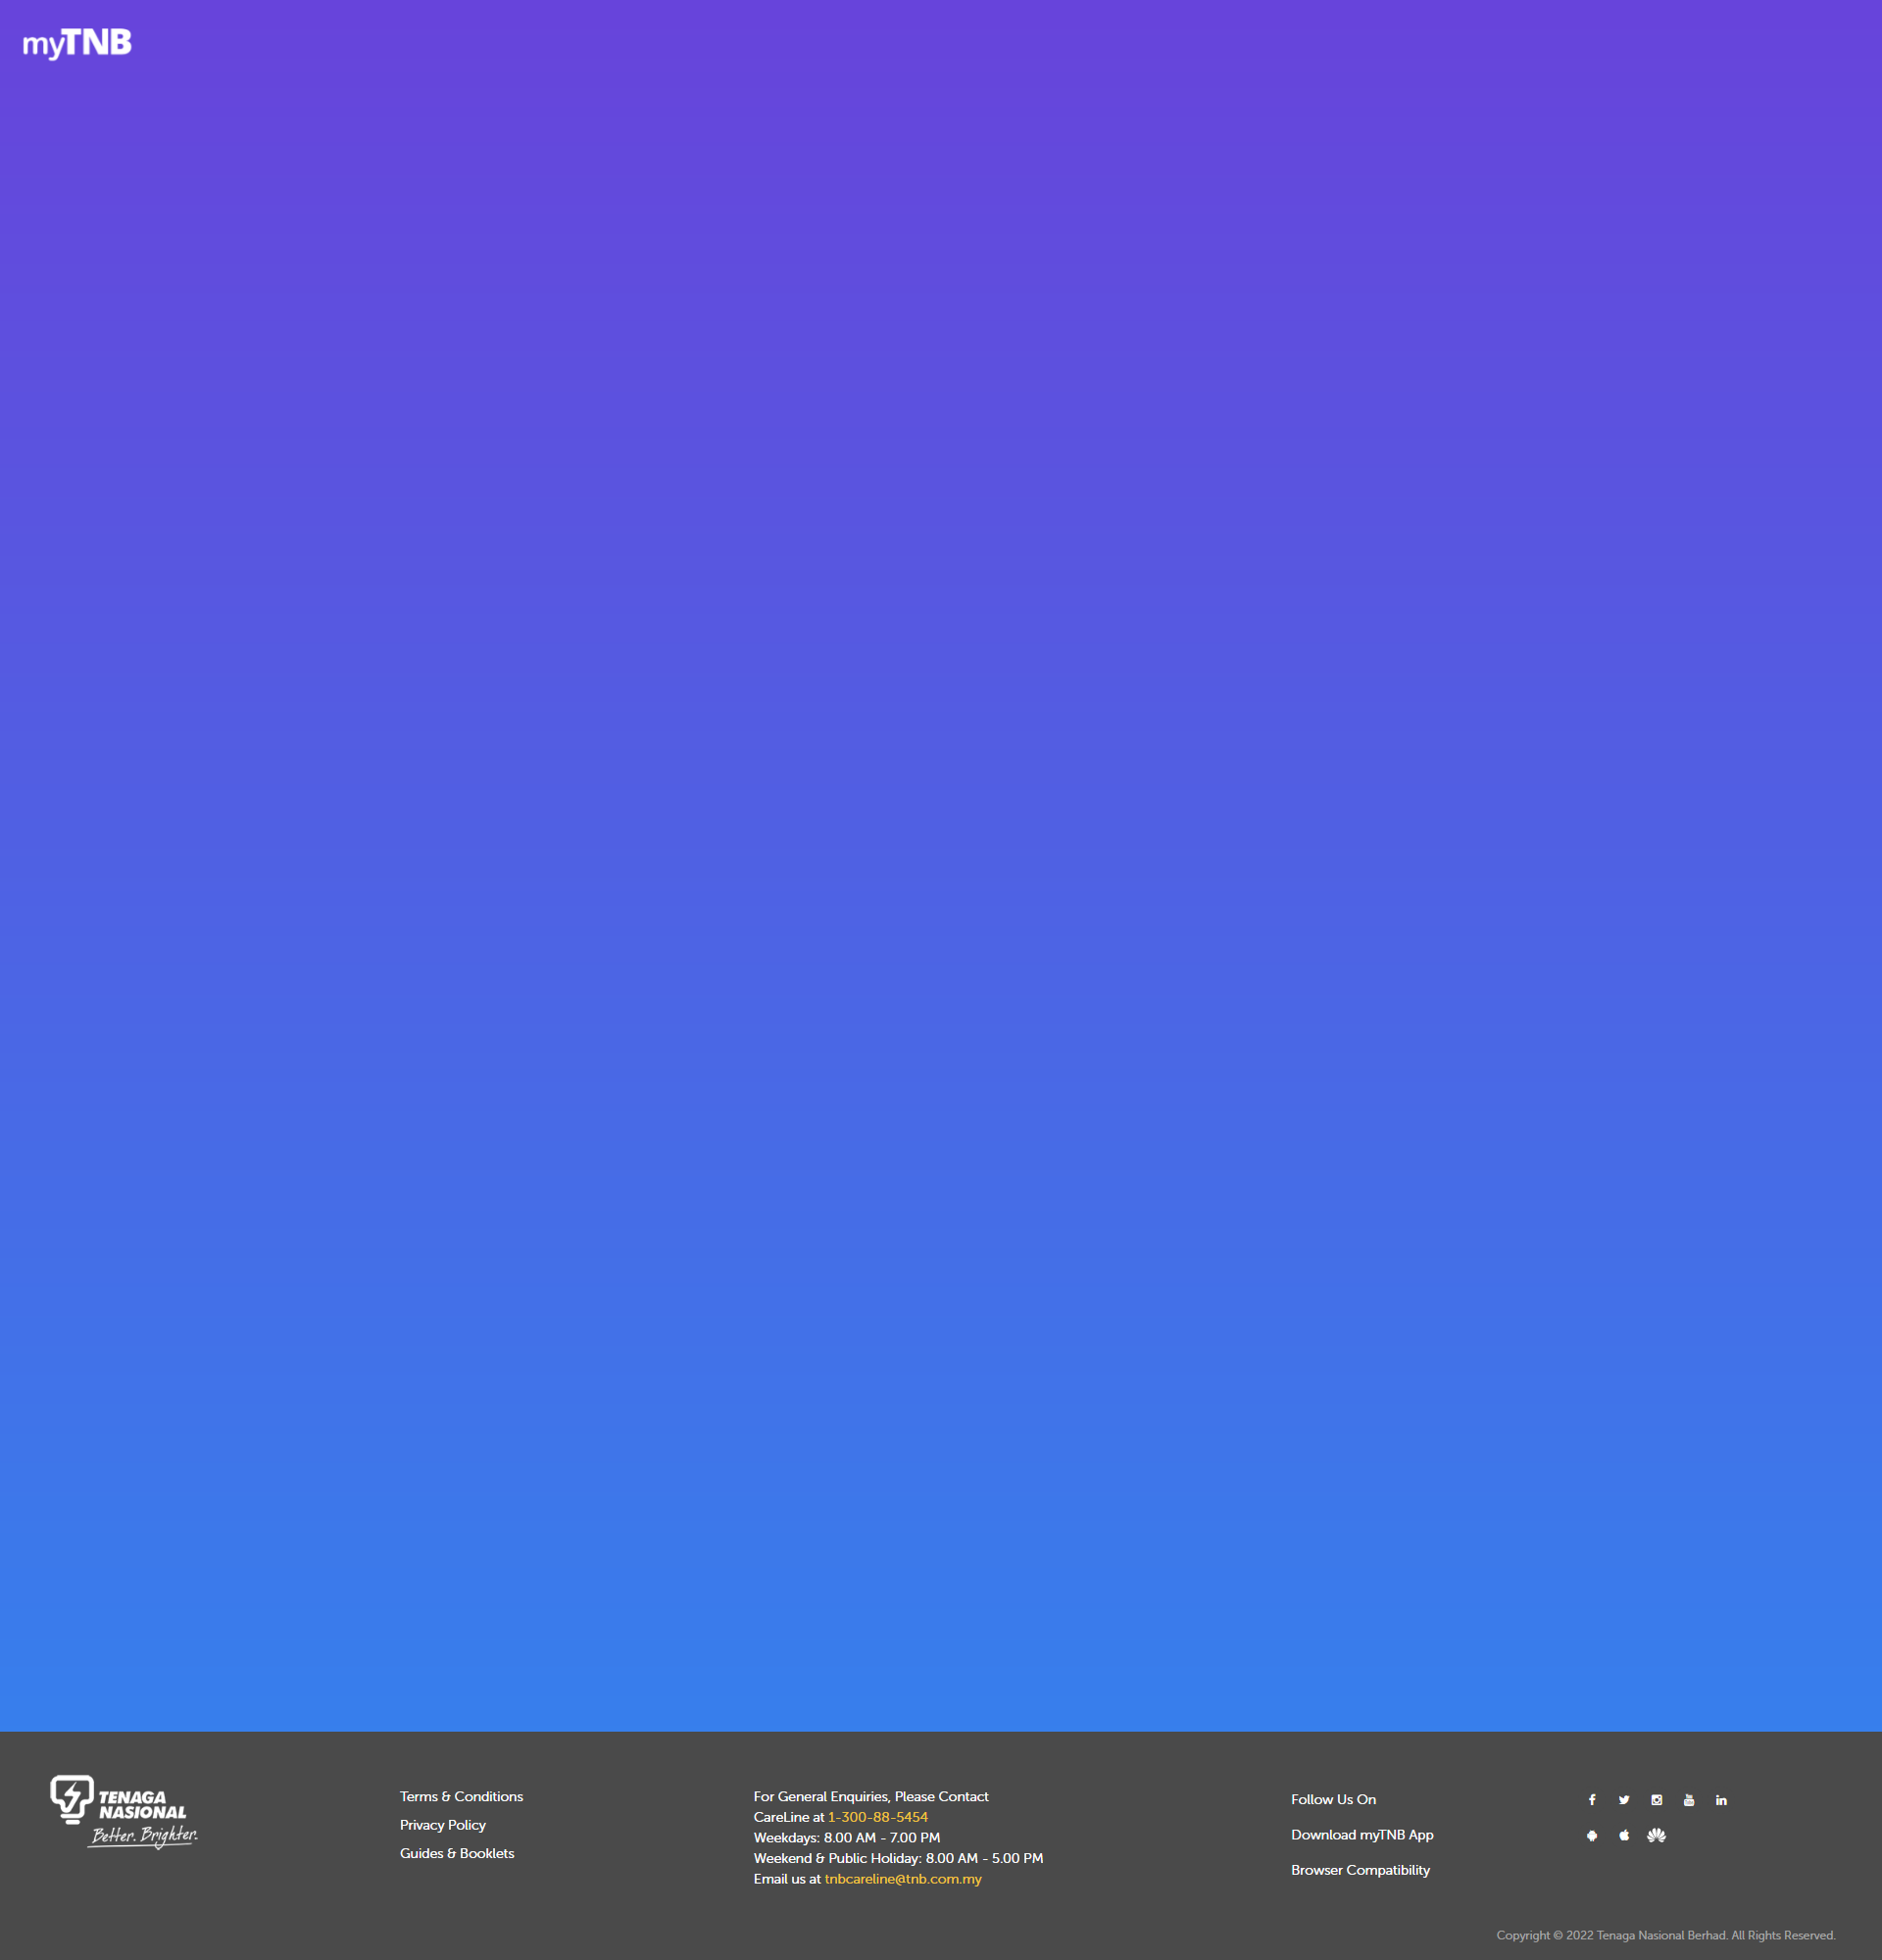 myTNB
TENAGA
NASIONAL
Better. Brighter.
Terms & Conditions
Privacy Policy
Guides & Booklets
For General Enquiries, Please Contact
CareLine at 1-300-88-5454
Weekdays: 8.00 AM - 7.00 PM
Weekend & Public Holiday: 8.00 AM - 5.00 PM
Email us at tnbcareline@tnb.com.my
Follow Us On
Download myTNB App
Browser Compatibility
Copyright © 2022 Tenaga Nasional Berhad. All Rights Reserved.